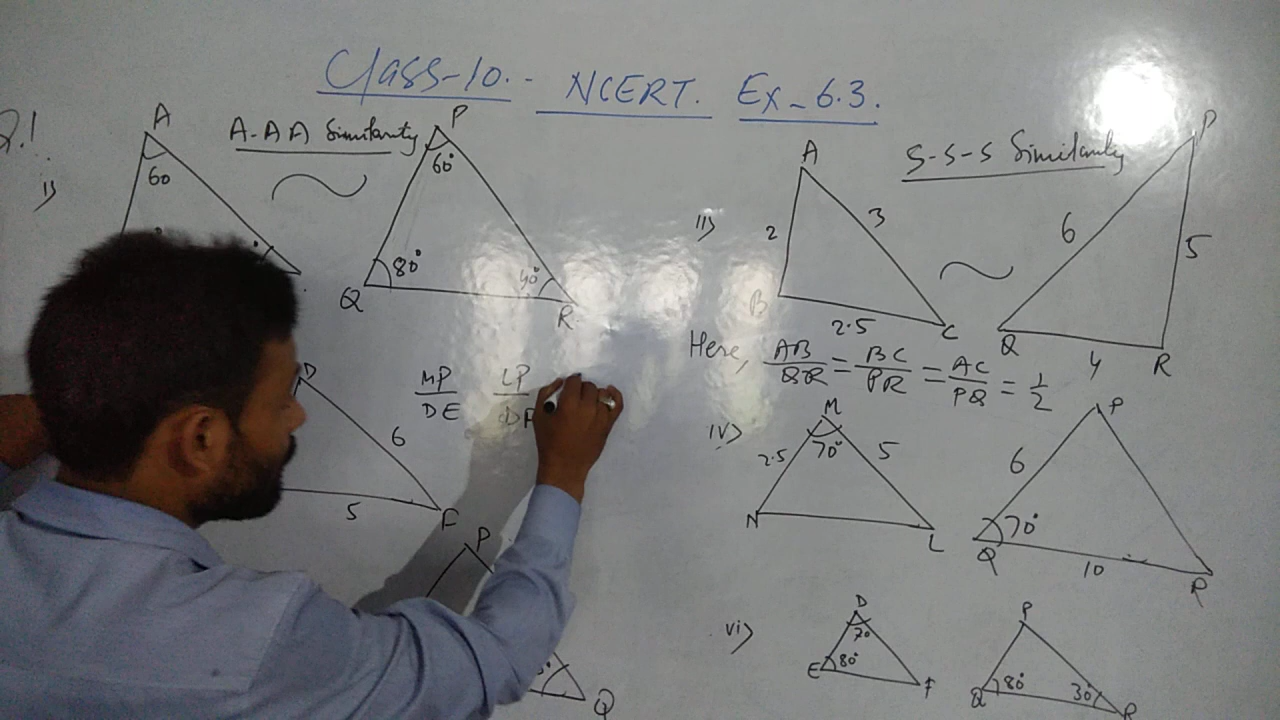 Class-10. - NCERT. Ex-6.3.
Q.1.
i)
A
60
A-A A Similarity
~
P
60°
Q
80°
40°
R
ii)
A
2
3
B
2.5
C
S-S-S Similarity
~
P
6
5
Q
4
R
Here, AB/QR = BC/PR = AC/PQ = 1/2
D
6
5
F
MP/DE LP/DF
iv)
M
2.5
70°
5
N
L
P
6
70°
Q
10
R
P
Q
vi)
D
70
E
80°
F
P
Q
80°
30°
R